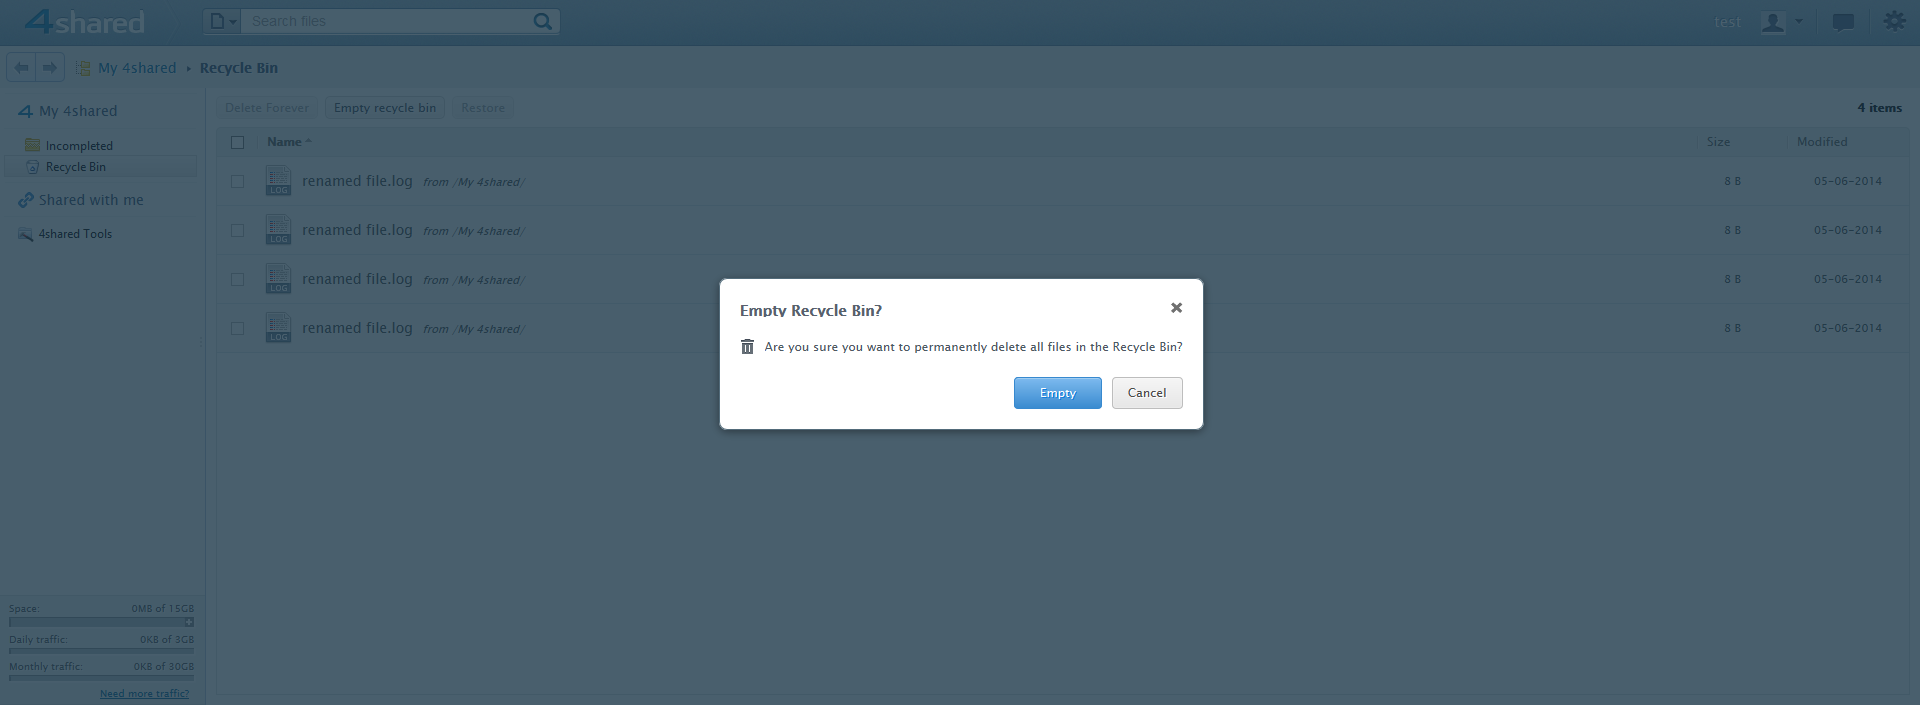 4shared
Search files
test
My 4shared ▸ Recycle Bin
My 4shared
Incompleted
Recycle Bin
Shared with me
4shared Tools
Delete Forever
Empty recycle bin
Restore
4 items
Name
Size
Modified
LOG renamed file.log from /My 4shared/ 8 B 05-06-2014
LOG renamed file.log from /My 4shared/ 8 B 05-06-2014
LOG renamed file.log from /My 4shared/ 8 B 05-06-2014
LOG renamed file.log from /My 4shared/ 8 B 05-06-2014
Empty Recycle Bin?
Are you sure you want to permanently delete all files in the Recycle Bin?
Empty
Cancel
Space: 0MB of 15GB
Daily traffic: 0KB of 3GB
Monthly traffic: 0KB of 30GB
Need more traffic?